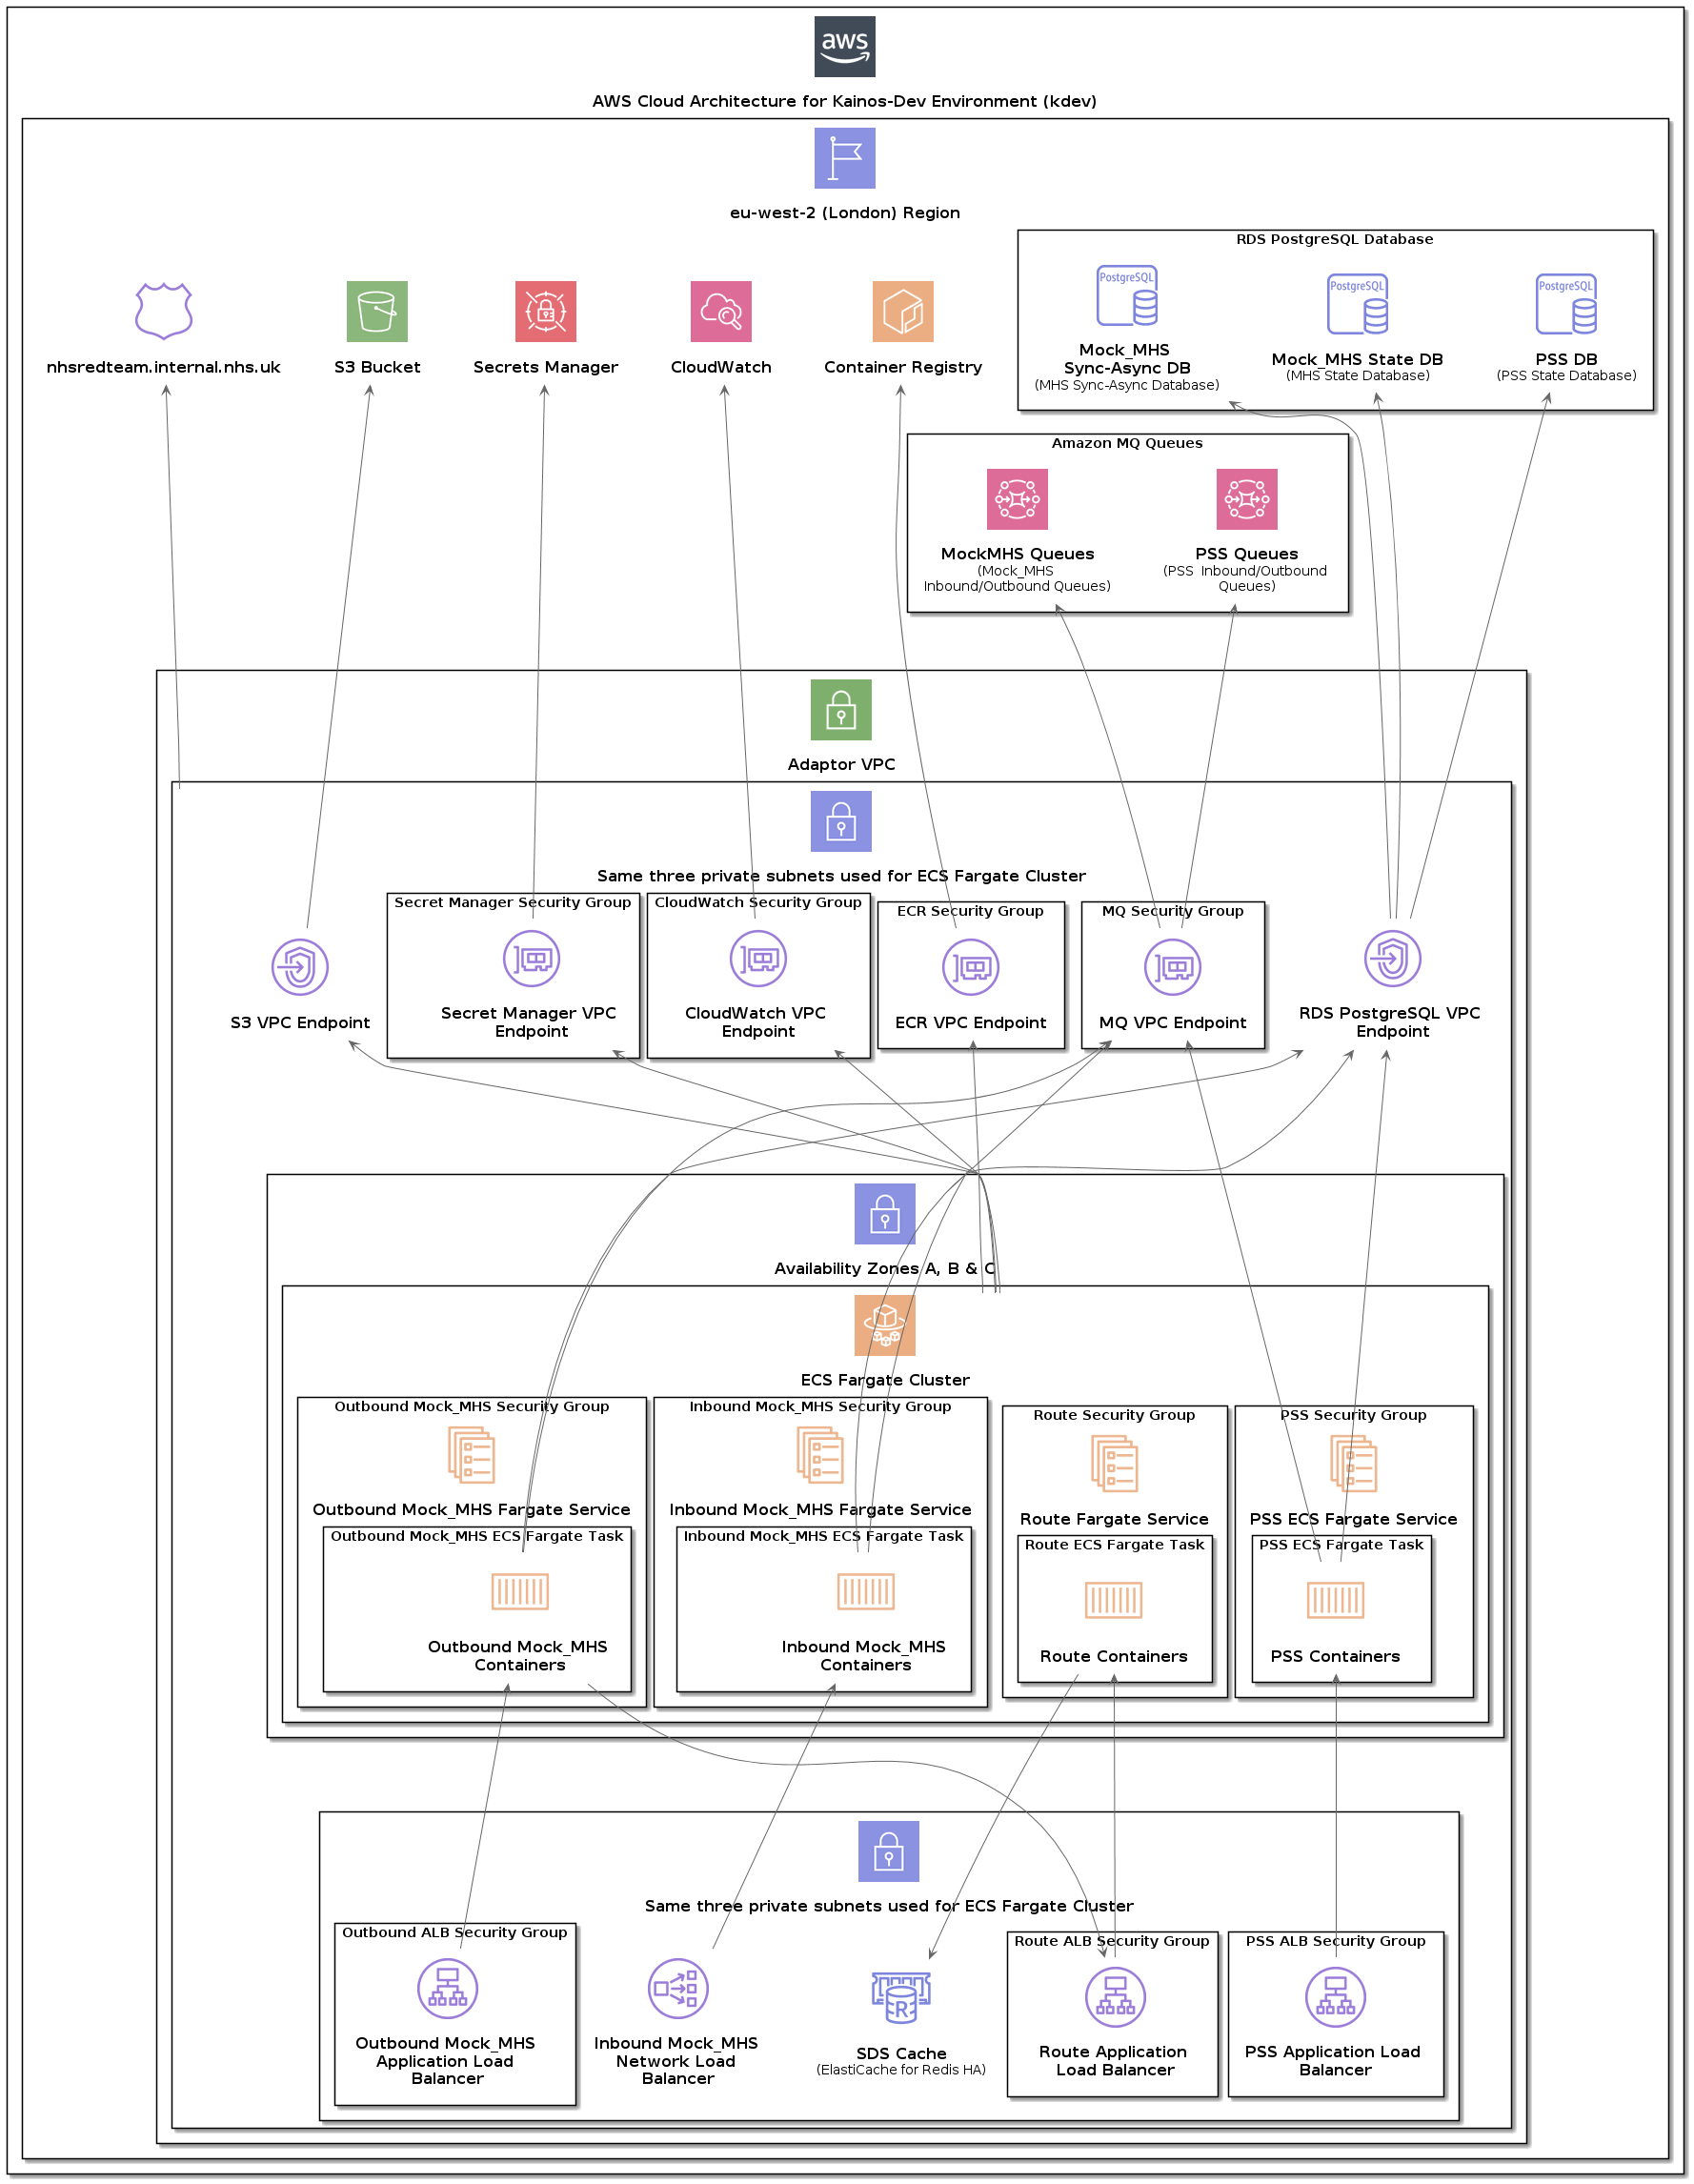 aws
AWS Cloud Architecture for Kainos-Dev Environment (kdev)
eu-west-2 (London) Region
RDS PostgreSQL Database
PostgreSQL
PostgreSQL
PostgreSQL
nhsredteam.internal.nhs.uk
S3 Bucket
Secrets Manager
CloudWatch
Container Registry
Mock_MHS
Sync-Async DB
(MHS Sync-Async Database)
Mock_MHS State DB
(MHS State Database)
PSS DB
(PSS State Database)
Amazon MQ Queues
MockMHS Queues
(Mock_MHS
Inbound/Outbound Queues)
PSS Queues
(PSS  Inbound/Outbound
Queues)
Adaptor VPC
Same three private subnets used for ECS Fargate Cluster
Secret Manager Security Group
CloudWatch Security Group
ECR Security Group
MQ Security Group
S3 VPC Endpoint
Secret Manager VPC
Endpoint
CloudWatch VPC
Endpoint
ECR VPC Endpoint
MQ VPC Endpoint
RDS PostgreSQL VPC
Endpoint
Availability Zones A, B & C
ECS Fargate Cluster
Outbound Mock_MHS Security Group
Inbound Mock_MHS Security Group
Route Security Group
PSS Security Group
Outbound Mock_MHS Fargate Service
Inbound Mock_MHS Fargate Service
Route Fargate Service
PSS ECS Fargate Service
Outbound Mock_MHS ECS Fargate Task
Inbound Mock_MHS ECS Fargate Task
Route ECS Fargate Task
PSS ECS Fargate Task
Outbound Mock_MHS
Containers
Inbound Mock_MHS
Containers
Route Containers
PSS Containers
Same three private subnets used for ECS Fargate Cluster
Outbound ALB Security Group
Route ALB Security Group
PSS ALB Security Group
R
Outbound Mock_MHS
Application Load
Balancer
Inbound Mock_MHS
Network Load
Balancer
SDS Cache
(ElastiCache for Redis HA)
Route Application
Load Balancer
PSS Application Load
Balancer